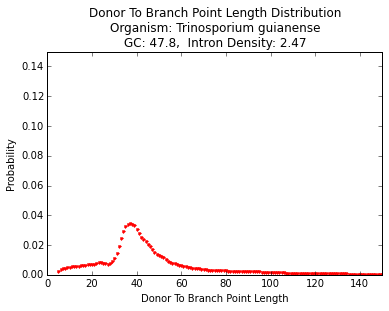 Donor To Branch Point Length Distribution
Organism: Trinosporium guianense
GC: 47.8,  Intron Density: 2.47
Probability
0.14
0.12
0.10
0.08
0.06
0.04
0.02
0.00
0 20 40 60 80 100 120 140
Donor To Branch Point Length